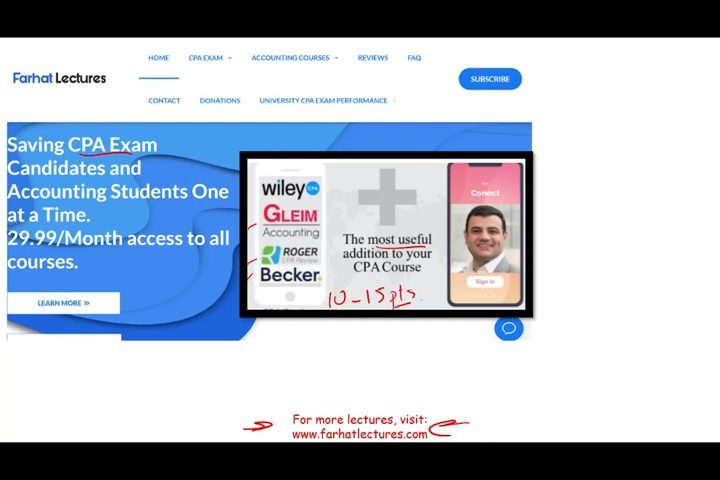 Farhat Lectures
HOME
CPA EXAM
ACCOUNTING COURSES
REVIEWS
FAQ
SUBSCRIBE
CONTACT
DONATIONS
UNIVERSITY CPA EXAM PERFORMANCE
Saving CPA Exam
Candidates and
Accounting Students One
at a Time.
29.99/Month access to all
courses.
LEARN MORE »
wiley CPA
GLEIM
Accounting
ROGER
CPA Review
Becker
The most useful
addition to your
CPA Course
10-15 pts.
Conect
Sign in
For more lectures, visit:
www.farhatlectures.com